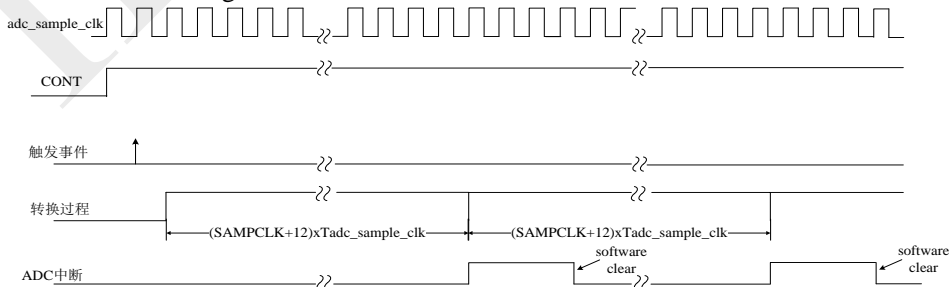 adc_sample_clk
CONT
触发事件
转换过程
(SAMPCLK+12)xTadc_sample_clk
(SAMPCLK+12)xTadc_sample_clk
ADC中断
software
clear
software
clear